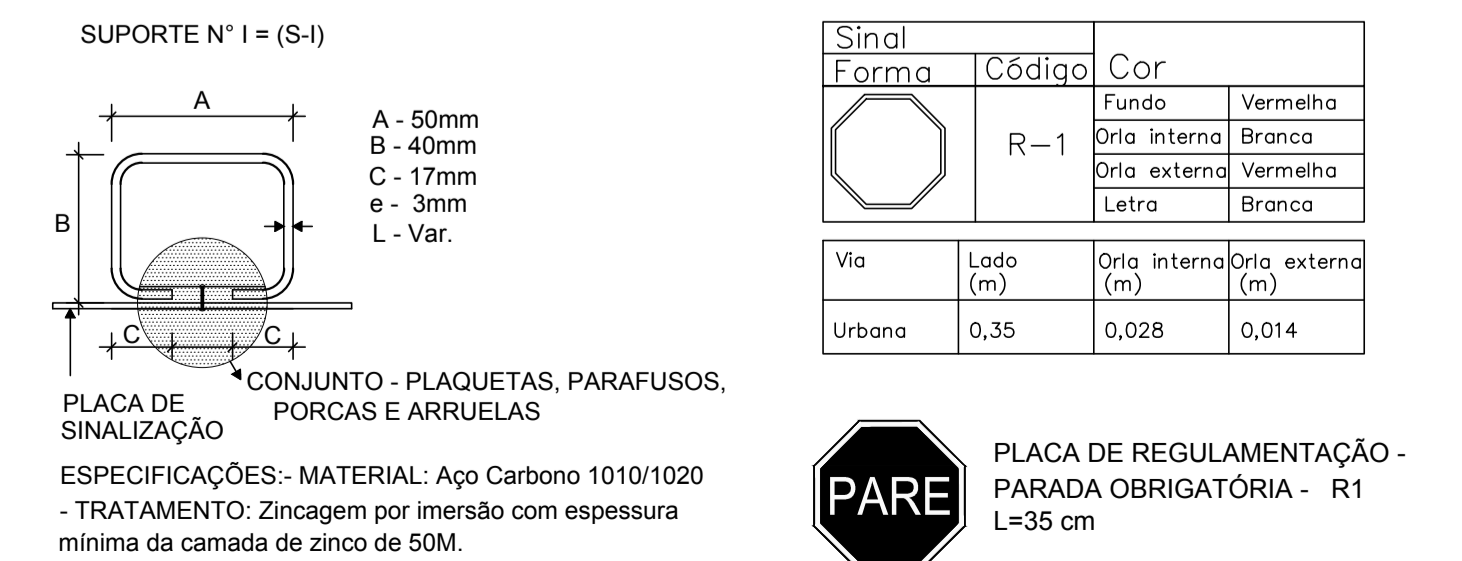 SUPORTE N° I = (S-I)
A
B
C
C
A - 50mm
B - 40mm
C - 17mm
e - 3mm
L - Var.
CONJUNTO - PLAQUETAS, PARAFUSOS,
PORCAS E ARRUELAS
PLACA DE
SINALIZAÇÃO
ESPECIFICAÇÕES:- MATERIAL: Aço Carbono 1010/1020
- TRATAMENTO: Zincagem por imersão com espessura
mínima da camada de zinco de 50M.
Sinal
Forma Código Cor
R-1
Fundo Vermelha
Orla interna Branca
Orla externa Vermelha
Letra Branca
Via Lado (m) Orla interna (m) Orla externa (m)
Urbana 0,35 0,028 0,014
PARE
PLACA DE REGULAMENTAÇÃO -
PARADA OBRIGATÓRIA - R1
L=35 cm